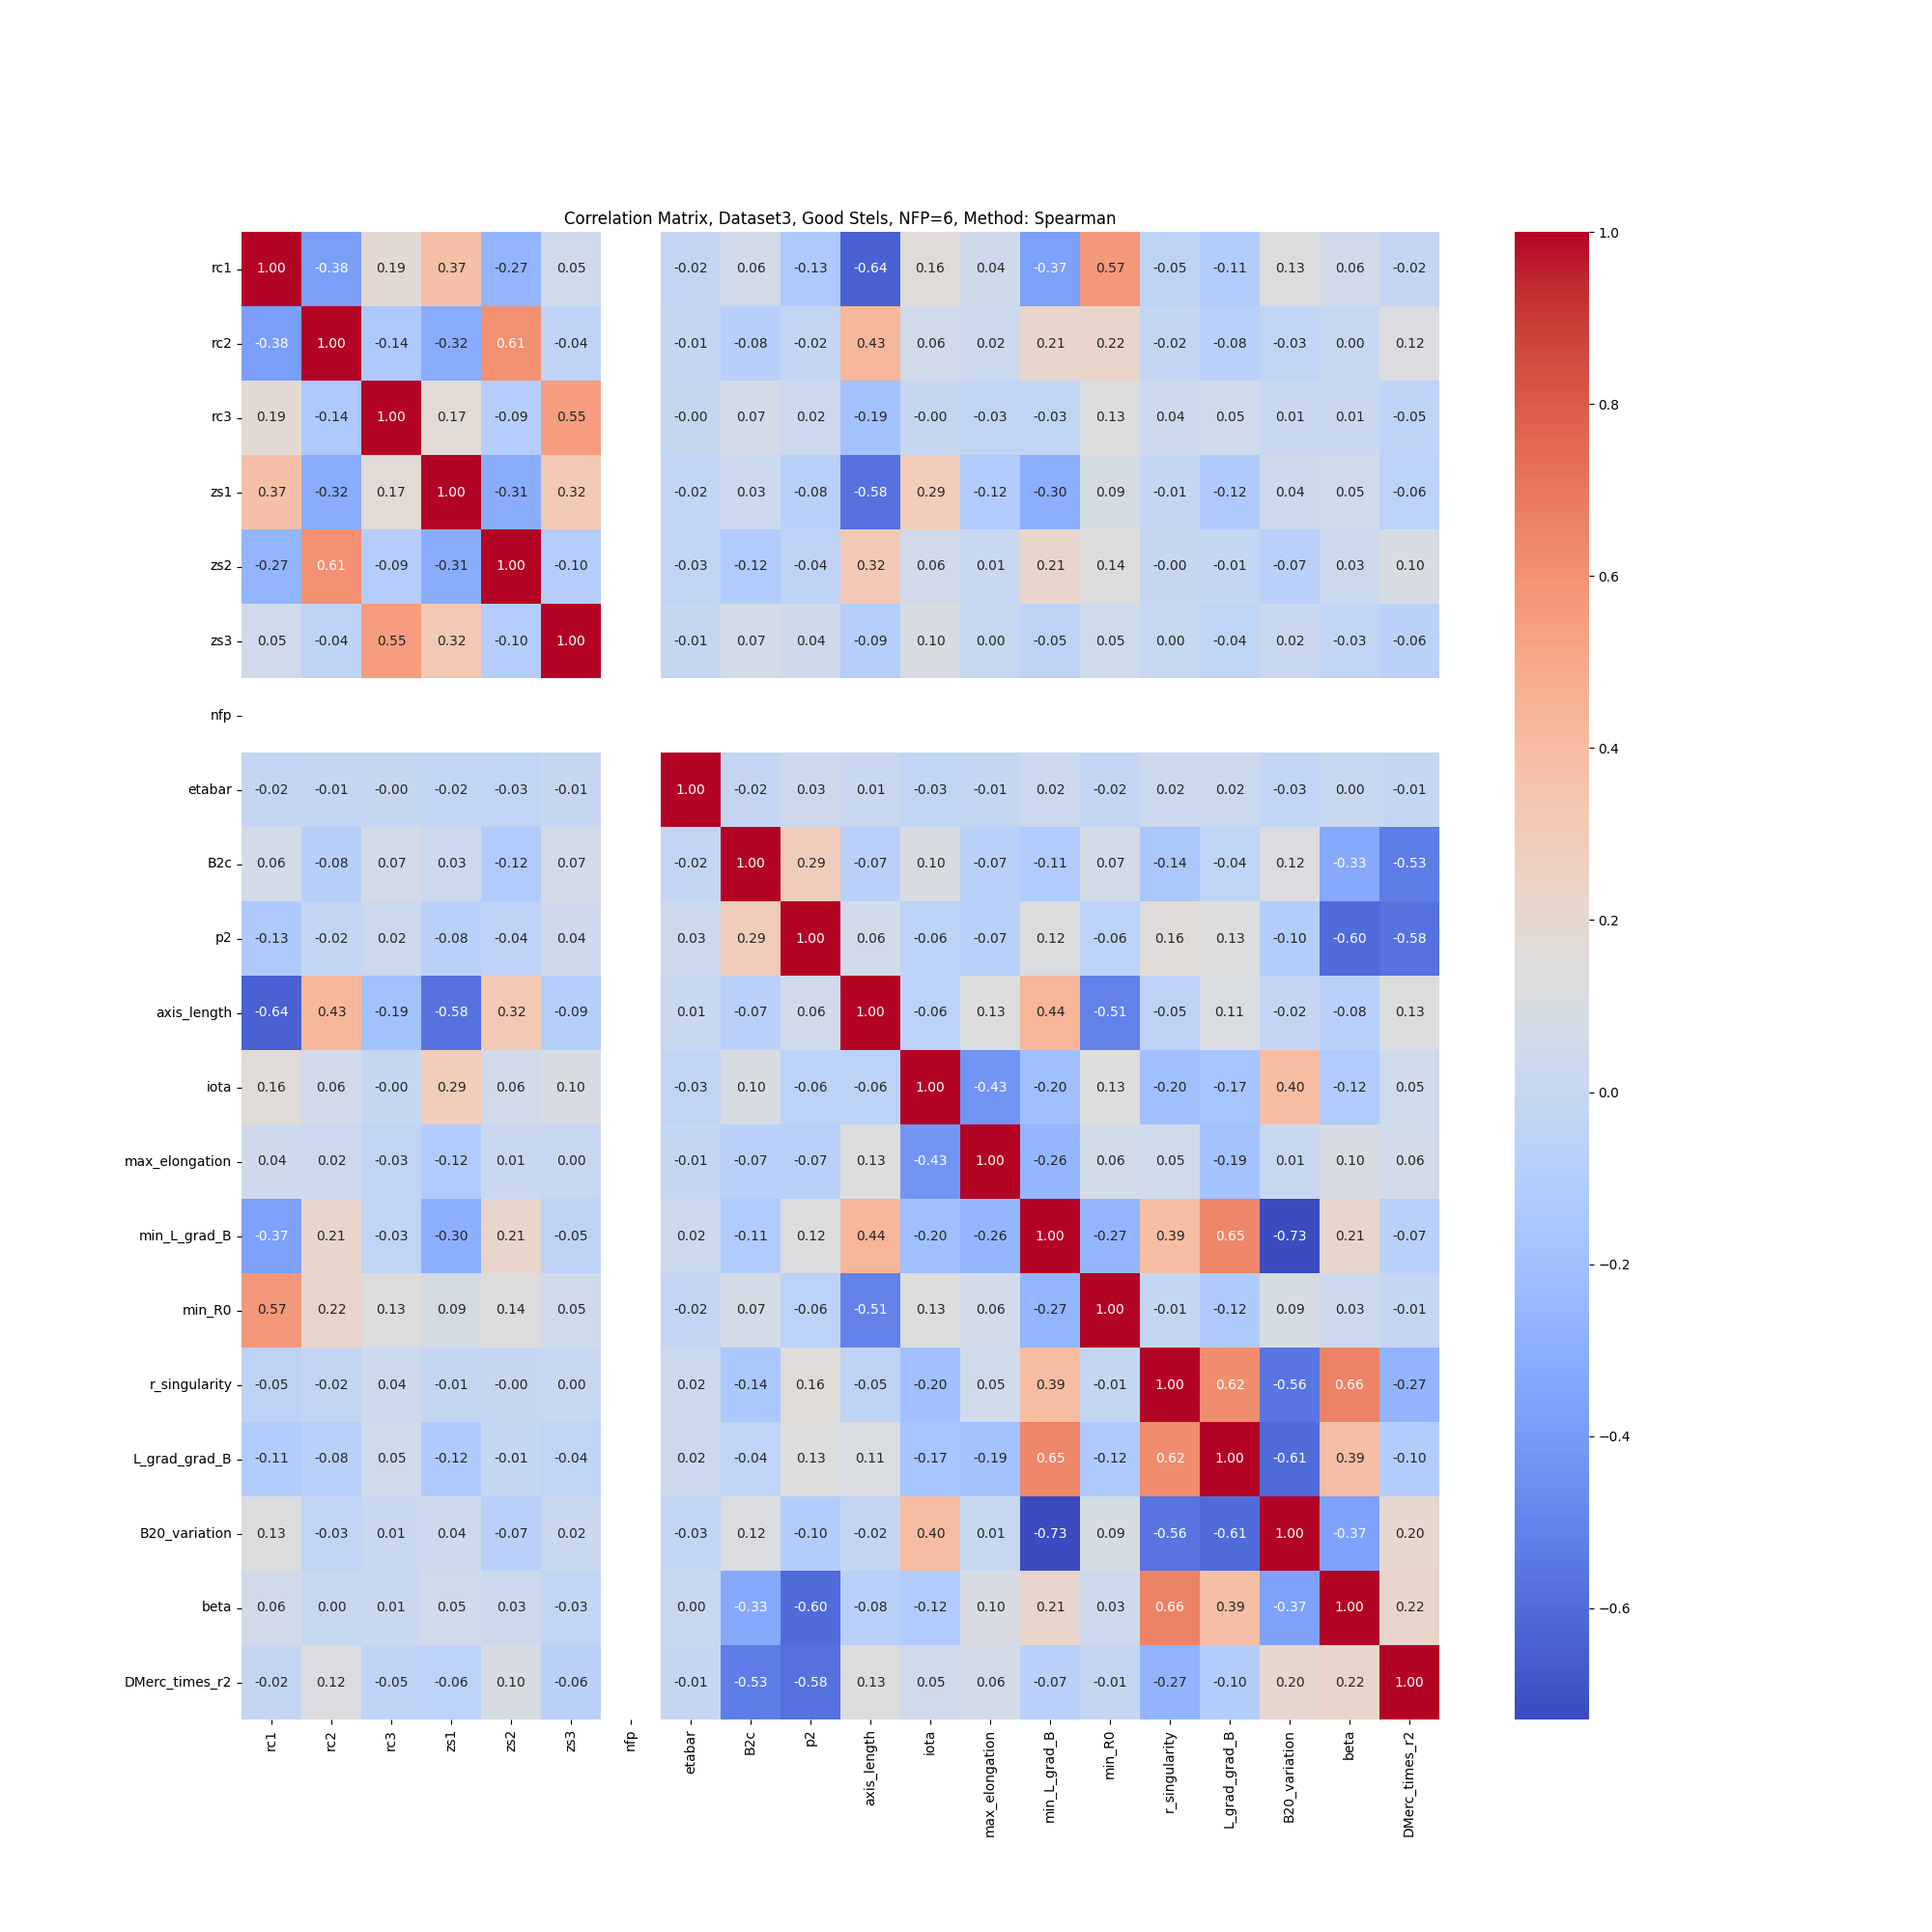 Correlation Matrix, Dataset3, Good Stels, NFP=6, Method: Spearman
rc1 1.00 -0.38 0.19 0.37 -0.27 0.05 -0.02 0.06 -0.13 -0.64 0.16 0.04 -0.37 0.57 -0.05 -0.11 0.13 0.06 -0.02
rc2 -0.38 1.00 -0.14 -0.32 0.61 -0.04 -0.01 -0.08 -0.02 0.43 0.06 0.02 0.21 0.22 -0.02 -0.08 -0.03 0.00 0.12
rc3 0.19 -0.14 1.00 0.17 -0.09 0.55 -0.00 0.07 0.02 -0.19 -0.00 -0.03 -0.03 0.13 0.04 0.05 0.01 0.01 -0.05
zs1 0.37 -0.32 0.17 1.00 -0.31 0.32 -0.02 0.03 -0.08 -0.58 0.29 -0.12 -0.30 0.09 -0.01 -0.12 0.04 0.05 -0.06
zs2 -0.27 0.61 -0.09 -0.31 1.00 -0.10 -0.03 -0.12 -0.04 0.32 0.06 0.01 0.21 0.14 -0.00 -0.01 -0.07 0.03 0.10
zs3 0.05 -0.04 0.55 0.32 -0.10 1.00 -0.01 0.07 0.04 -0.09 0.10 0.00 -0.05 0.05 0.00 -0.04 0.02 -0.03 -0.06
nfp
etabar -0.02 -0.01 -0.00 -0.02 -0.03 -0.01 1.00 -0.02 0.03 0.01 -0.03 -0.01 0.02 -0.02 0.02 0.02 -0.03 0.00 -0.01
B2c 0.06 -0.08 0.07 0.03 -0.12 0.07 -0.02 1.00 0.29 -0.07 0.10 -0.07 -0.11 0.07 -0.14 -0.04 0.12 -0.33 -0.53
p2 -0.13 -0.02 0.02 -0.08 -0.04 0.04 0.03 0.29 1.00 0.06 -0.06 -0.07 0.12 -0.06 0.16 0.13 -0.10 -0.60 -0.58
axis_length -0.64 0.43 -0.19 -0.58 0.32 -0.09 0.01 -0.07 0.06 1.00 -0.06 0.13 0.44 -0.51 -0.05 0.11 -0.02 -0.08 0.13
iota 0.16 0.06 -0.00 0.29 0.06 0.10 -0.03 0.10 -0.06 -0.06 1.00 -0.43 -0.20 0.13 -0.20 -0.17 0.40 -0.12 0.05
max_elongation 0.04 0.02 -0.03 -0.12 0.01 0.00 -0.01 -0.07 -0.07 0.13 -0.43 1.00 -0.26 0.06 0.05 -0.19 0.01 0.10 0.06
min_L_grad_B -0.37 0.21 -0.03 -0.30 0.21 -0.05 0.02 -0.11 0.12 0.44 -0.20 -0.26 1.00 -0.27 0.39 0.65 -0.73 0.21 -0.07
min_R0 0.57 0.22 0.13 0.09 0.14 0.05 -0.02 0.07 -0.06 -0.51 0.13 0.06 -0.27 1.00 -0.01 -0.12 0.09 0.03 -0.01
r_singularity -0.05 -0.02 0.04 -0.01 -0.00 0.00 0.02 -0.14 0.16 -0.05 -0.20 0.05 0.39 -0.01 1.00 0.62 -0.56 0.66 -0.27
L_grad_grad_B -0.11 -0.08 0.05 -0.12 -0.01 -0.04 0.02 -0.04 0.13 0.11 -0.17 -0.19 0.65 -0.12 0.62 1.00 -0.61 0.39 -0.10
B20_variation 0.13 -0.03 0.01 0.04 -0.07 0.02 -0.03 0.12 -0.10 -0.02 0.40 0.01 -0.73 0.09 -0.56 -0.61 1.00 -0.37 0.20
beta 0.06 0.00 0.01 0.05 0.03 -0.03 0.00 -0.33 -0.60 -0.08 -0.12 0.10 0.21 0.03 0.66 0.39 -0.37 1.00 0.22
DMerc_times_r2 -0.02 0.12 -0.05 -0.06 0.10 -0.06 -0.01 -0.53 -0.58 0.13 0.05 0.06 -0.07 -0.01 -0.27 -0.10 0.20 0.22 1.00
rc1 rc2 rc3 zs1 zs2 zs3 nfp etabar B2c p2 axis_length iota max_elongation min_L_grad_B min_R0 r_singularity L_grad_grad_B B20_variation beta DMerc_times_r2
1.0
0.8
0.6
0.4
0.2
0.0
−0.2
−0.4
−0.6